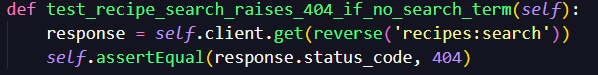 def test_recipe_search_raises_404_if_no_search_term(self):
    response = self.client.get(reverse('recipes:search'))
    self.assertEqual(response.status_code, 404)